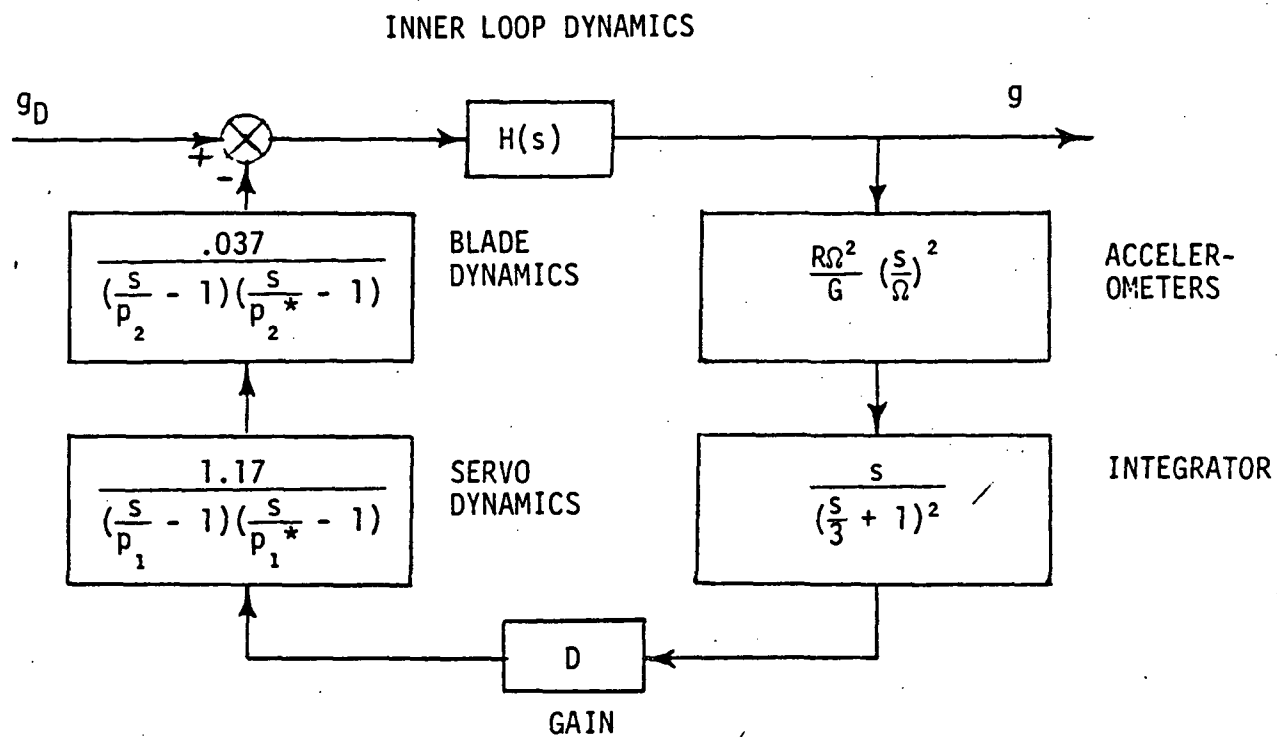 INNER LOOP DYNAMICS
g_D
g
+
-
H(s)
.037 / ((s/p_2 - 1)(s/p_2* - 1))
BLADE
DYNAMICS
RΩ²/G (s/Ω)²
ACCELER-
OMETERS
1.17 / ((s/p_1 - 1)(s/p_1* - 1))
SERVO
DYNAMICS
s / (s/3 + 1)²
INTEGRATOR
D
GAIN